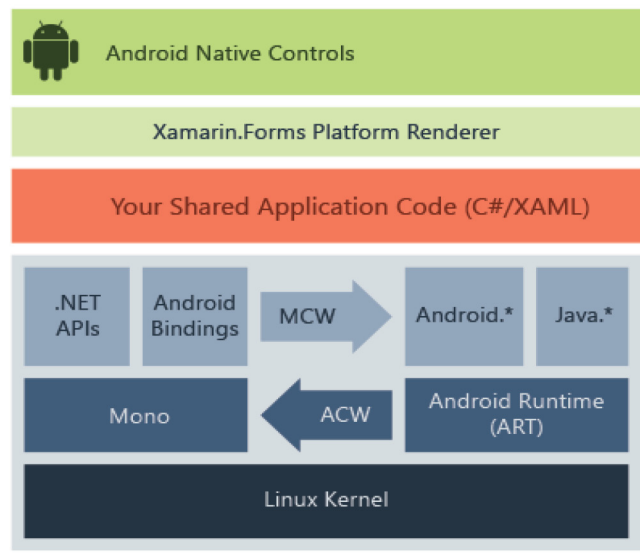 Android Native Controls
Xamarin.Forms Platform Renderer
Your Shared Application Code (C#/XAML)
.NET
APIs
Android
Bindings
MCW
Android.*
Java.*
Mono
ACW
Android Runtime
(ART)
Linux Kernel